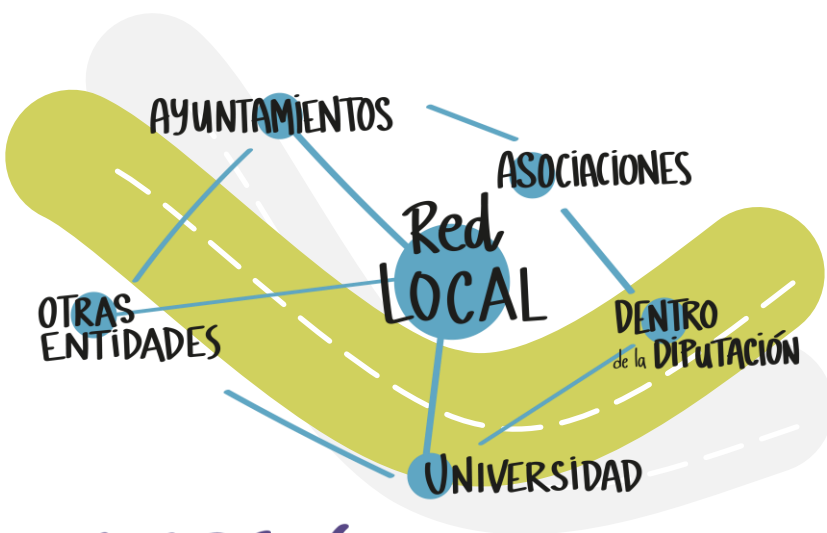 AYUNTAMiENTOS
ASOCiACiONES
Red
LOCAL
OTRAS
ENTiDADES
DENTRO
de la DiPUTACiÓN
UNiVERSiDAD